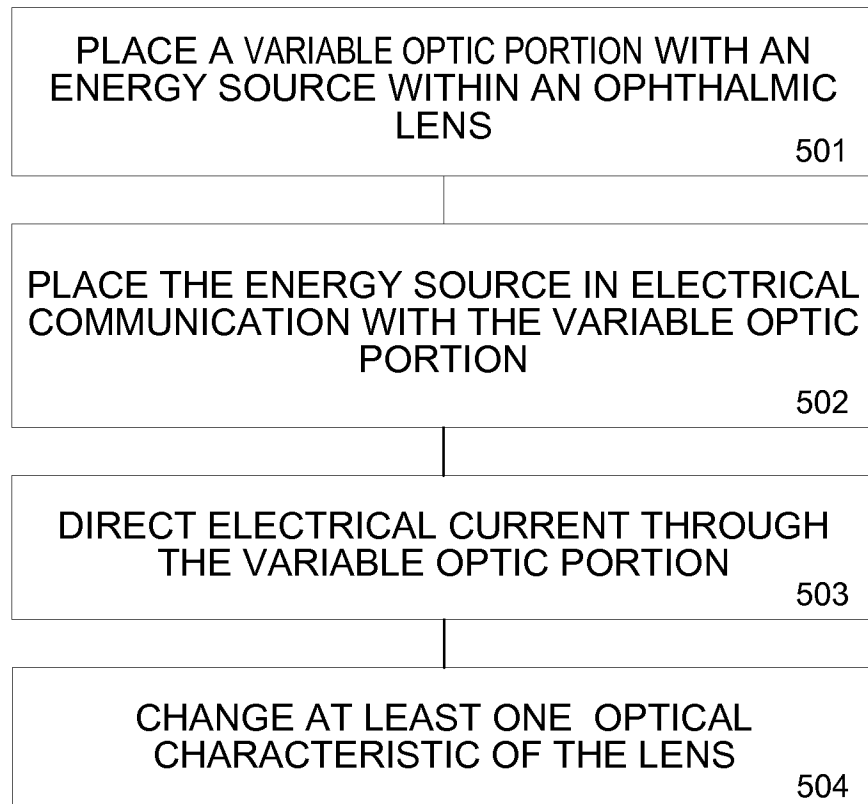 PLACE A VARIABLE OPTIC PORTION WITH AN
ENERGY SOURCE WITHIN AN OPHTHALMIC
LENS
501
PLACE THE ENERGY SOURCE IN ELECTRICAL
COMMUNICATION WITH THE VARIABLE OPTIC
PORTION
502
DIRECT ELECTRICAL CURRENT THROUGH
THE VARIABLE OPTIC PORTION
503
CHANGE AT LEAST ONE OPTICAL
CHARACTERISTIC OF THE LENS
504